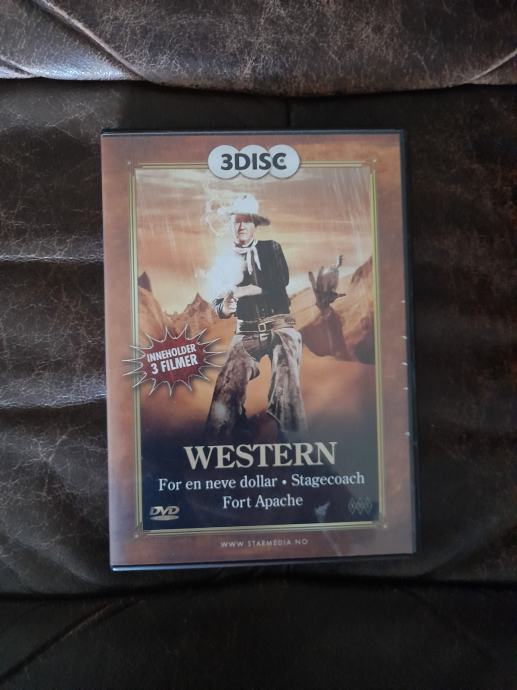 3DISC
INNEHOLDER
3 FILMER
WESTERN
For en neve dollar • Stagecoach
Fort Apache
DVD
WWW.STARMEDIA.NO